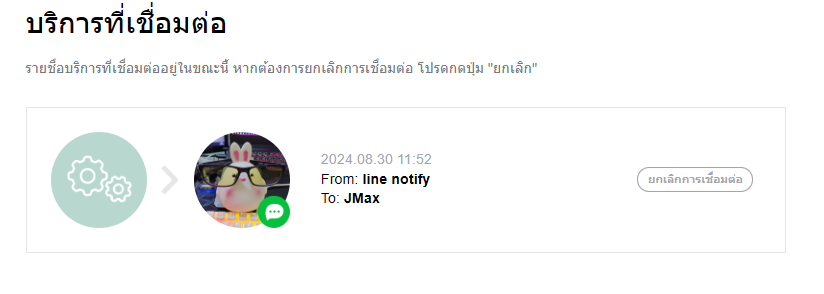 บริการที่เชื่อมต่อ
รายชื่อบริการที่เชื่อมต่ออยู่ในขณะนี้ หากต้องการยกเลิกการเชื่อมต่อ โปรดกดปุ่ม "ยกเลิก"
2024.08.30 11:52
From: line notify
To: JMax
ยกเลิกการเชื่อมต่อ